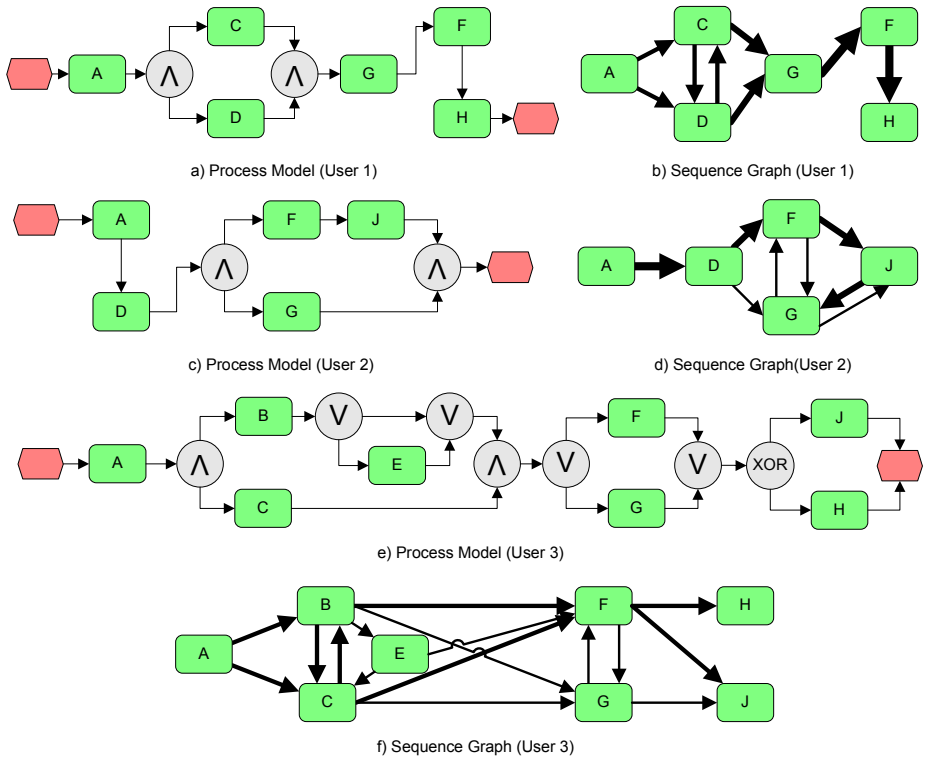 C
F
A
Λ
Λ
G
D
H
a) Process Model (User 1)
C
F
A
G
D
H
b) Sequence Graph (User 1)
A
F
J
Λ
Λ
D
G
c) Process Model (User 2)
F
A
D
J
G
d) Sequence Graph(User 2)
B
V
V
F
J
A
Λ
E
Λ
V
V
XOR
C
G
H
e) Process Model (User 3)
B
F
H
A
E
C
G
J
f) Sequence Graph (User 3)